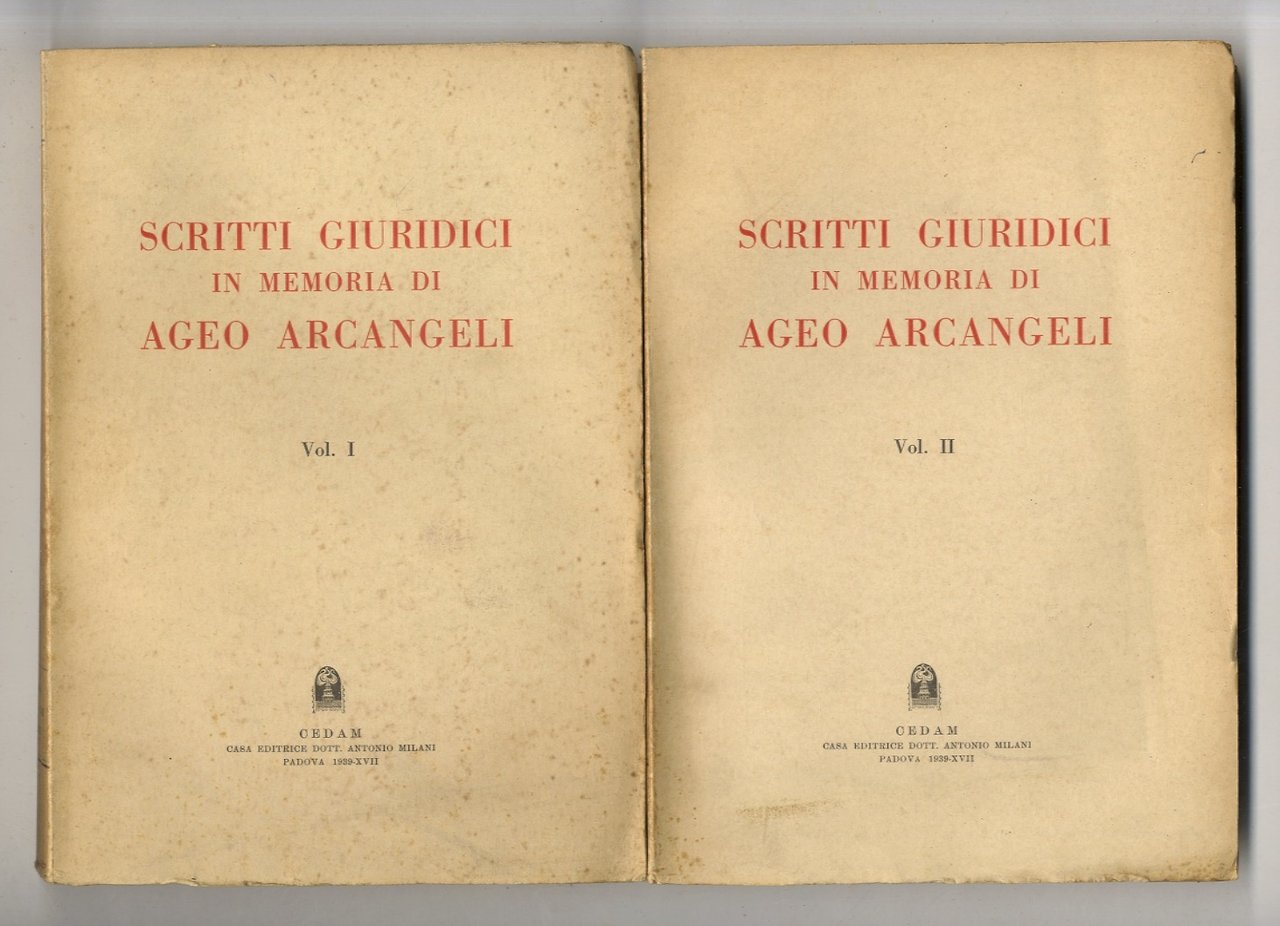 SCRITTI GIURIDICI
IN MEMORIA DI
AGEO ARCANGELI
Vol. I
CEDAM
CASA EDITRICE DOTT. ANTONIO MILANI
PADOVA 1939-XVII
SCRITTI GIURIDICI
IN MEMORIA DI
AGEO ARCANGELI
Vol. II
CEDAM
CASA EDITRICE DOTT. ANTONIO MILANI
PADOVA 1939-XVII